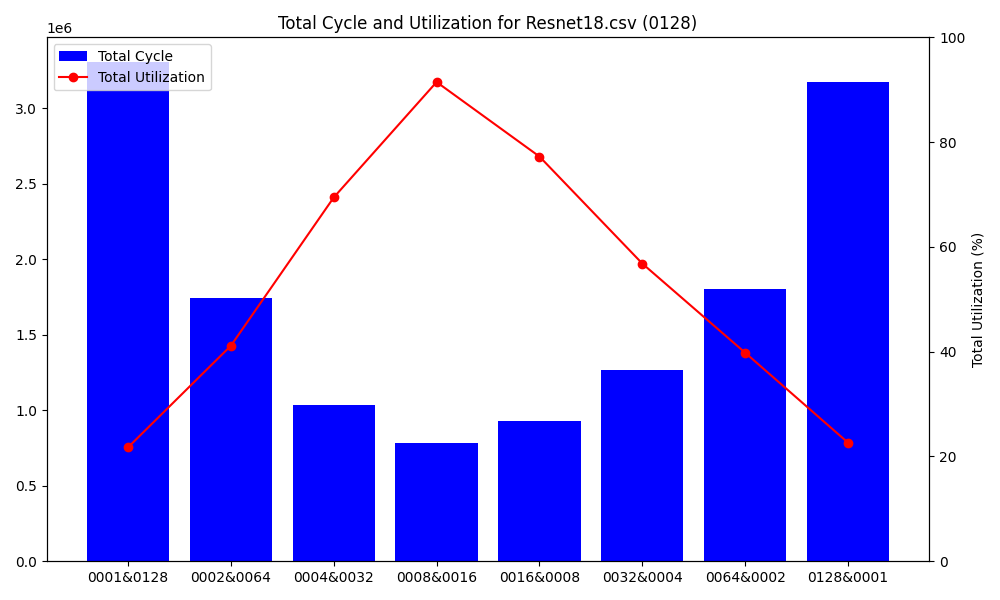 Total Cycle and Utilization for Resnet18.csv (0128)
1e6
Total Cycle
Total Utilization
3.0
2.5
2.0
1.5
1.0
0.5
0.0
100
80
60
40
20
0
Total Utilization (%)
0001&0128 0002&0064 0004&0032 0008&0016 0016&0008 0032&0004 0064&0002 0128&0001